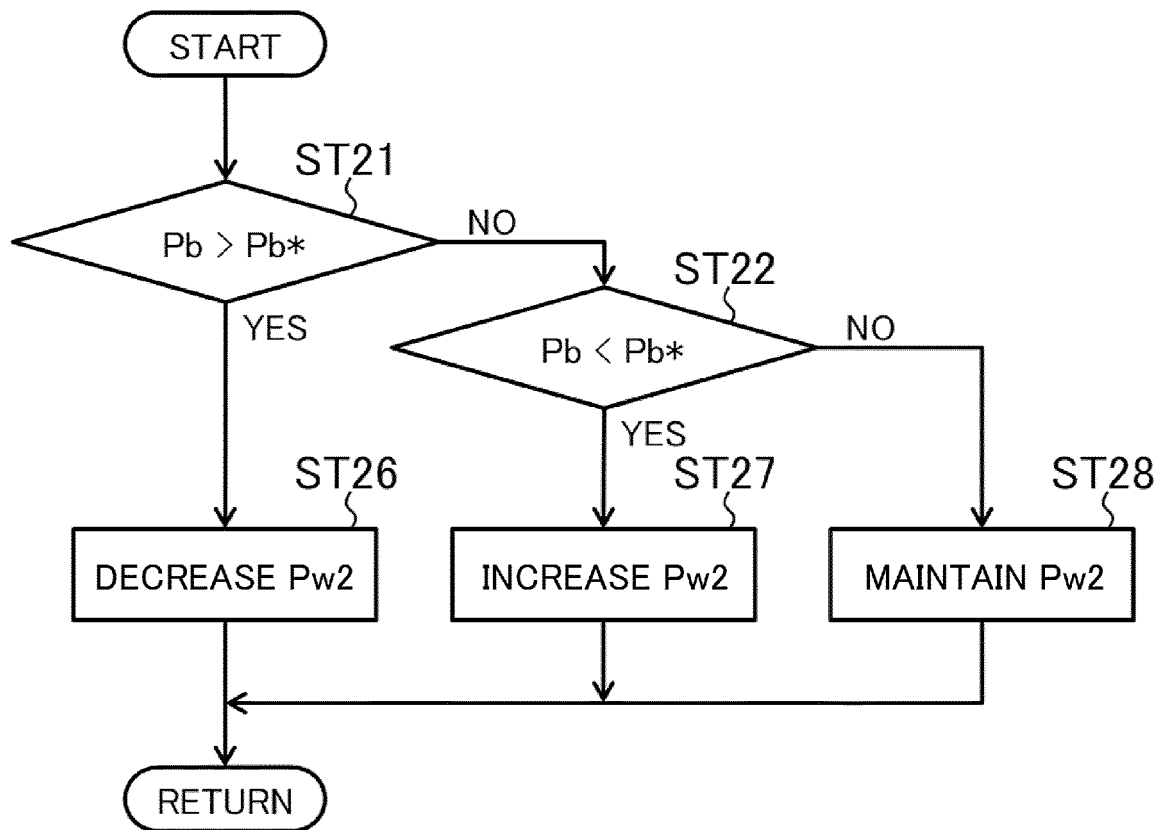 START
ST21
Pb > Pb*
NO
YES
ST22
Pb < Pb*
NO
YES
ST26
DECREASE Pw2
ST27
INCREASE Pw2
ST28
MAINTAIN Pw2
RETURN